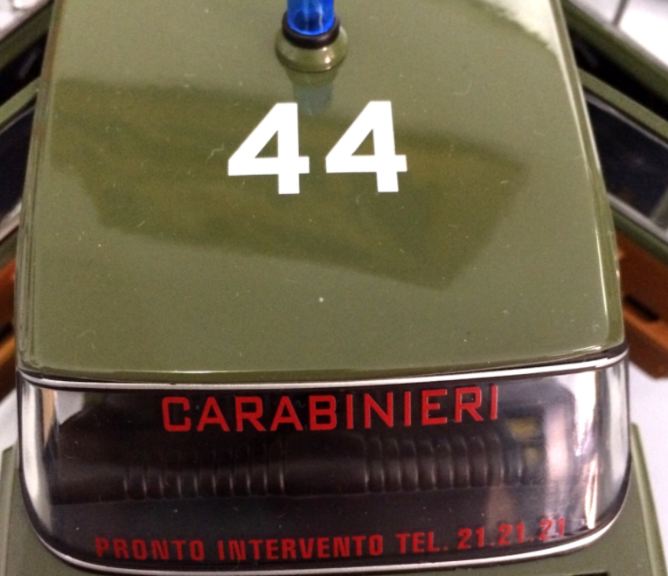 44
CARABINIERI
PRONTO INTERVENTO TEL. 21.21.21